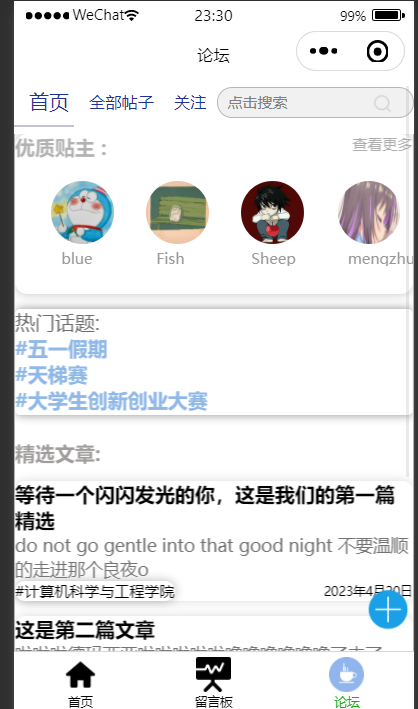 WeChat 23:30 99%
论坛
首页 全部帖子 关注 点击搜索
优质贴主： 查看更多
blue Fish Sheep mengzhu
热门话题:
#五一假期
#天梯赛
#大学生创新创业大赛
精选文章:
等待一个闪闪发光的你，这是我们的第一篇
精选
do not go gentle into that good night 不要温顺
的走进那个良夜o
#计算机科学与工程学院 2023年4月30日
这是第二篇文章
首页 留言板 论坛